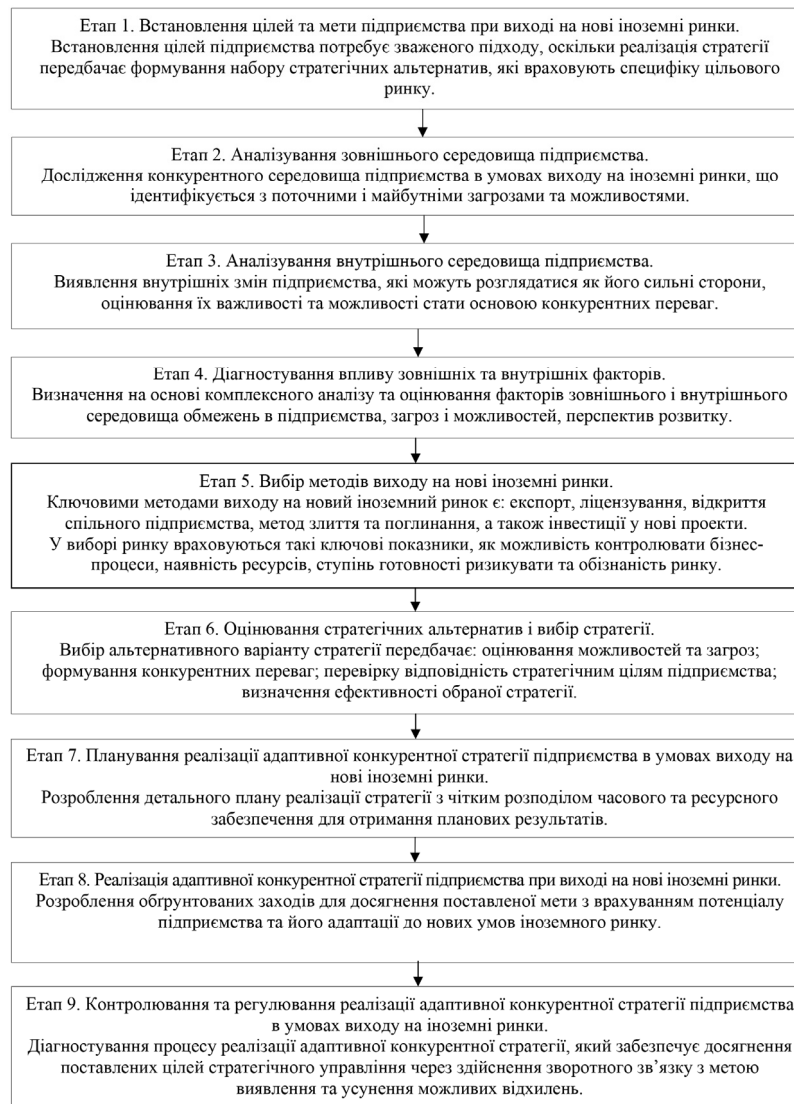 Етап 1. Встановлення цілей та мети підприємства при виході на нові іноземні ринки.
Встановлення цілей підприємства потребує зваженого підходу, оскільки реалізація стратегії
передбачає формування набору стратегічних альтернатив, які враховують специфіку цільового
ринку.
Етап 2. Аналізування зовнішнього середовища підприємства.
Дослідження конкурентного середовища підприємства в умовах виходу на іноземні ринки, що
ідентифікується з поточними і майбутніми загрозами та можливостями.
Етап 3. Аналізування внутрішнього середовища підприємства.
Виявлення внутрішніх змін підприємства, які можуть розглядатися як його сильні сторони,
оцінювання їх важливості та можливості стати основою конкурентних переваг.
Етап 4. Діагностування впливу зовнішніх та внутрішніх факторів.
Визначення на основі комплексного аналізу та оцінювання факторів зовнішнього і внутрішнього
середовища обмежень в підприємства, загроз і можливостей, перспектив розвитку.
Етап 5. Вибір методів виходу на нові іноземні ринки.
Ключовими методами виходу на новий іноземний ринок є: експорт, ліцензування, відкриття
спільного підприємства, метод злиття та поглинання, а також інвестиції у нові проекти.
У виборі ринку враховуються такі ключові показники, як можливість контролювати бізнес-
процеси, наявність ресурсів, ступінь готовності ризикувати та обізнаність ринку.
Етап 6. Оцінювання стратегічних альтернатив і вибір стратегії.
Вибір альтернативного варіанту стратегії передбачає: оцінювання можливостей та загроз;
формування конкурентних переваг; перевірку відповідність стратегічним цілям підприємства;
визначення ефективності обраної стратегії.
Етап 7. Планування реалізації адаптивної конкурентної стратегії підприємства в умовах виходу на
нові іноземні ринки.
Розроблення детального плану реалізації стратегії з чітким розподілом часового та ресурсного
забезпечення для отримання планових результатів.
Етап 8. Реалізація адаптивної конкурентної стратегії підприємства при виході на нові іноземні ринки.
Розроблення обґрунтованих заходів для досягнення поставленої мети з врахуванням потенціалу
підприємства та його адаптації до нових умов іноземного ринку.
Етап 9. Контролювання та регулювання реалізації адаптивної конкурентної стратегії підприємства
в умовах виходу на іноземні ринки.
Діагностування процесу реалізації адаптивної конкурентної стратегії, який забезпечує досягнення
поставлених цілей стратегічного управління через здійснення зворотного зв’язку з метою
виявлення та усунення можливих відхилень.